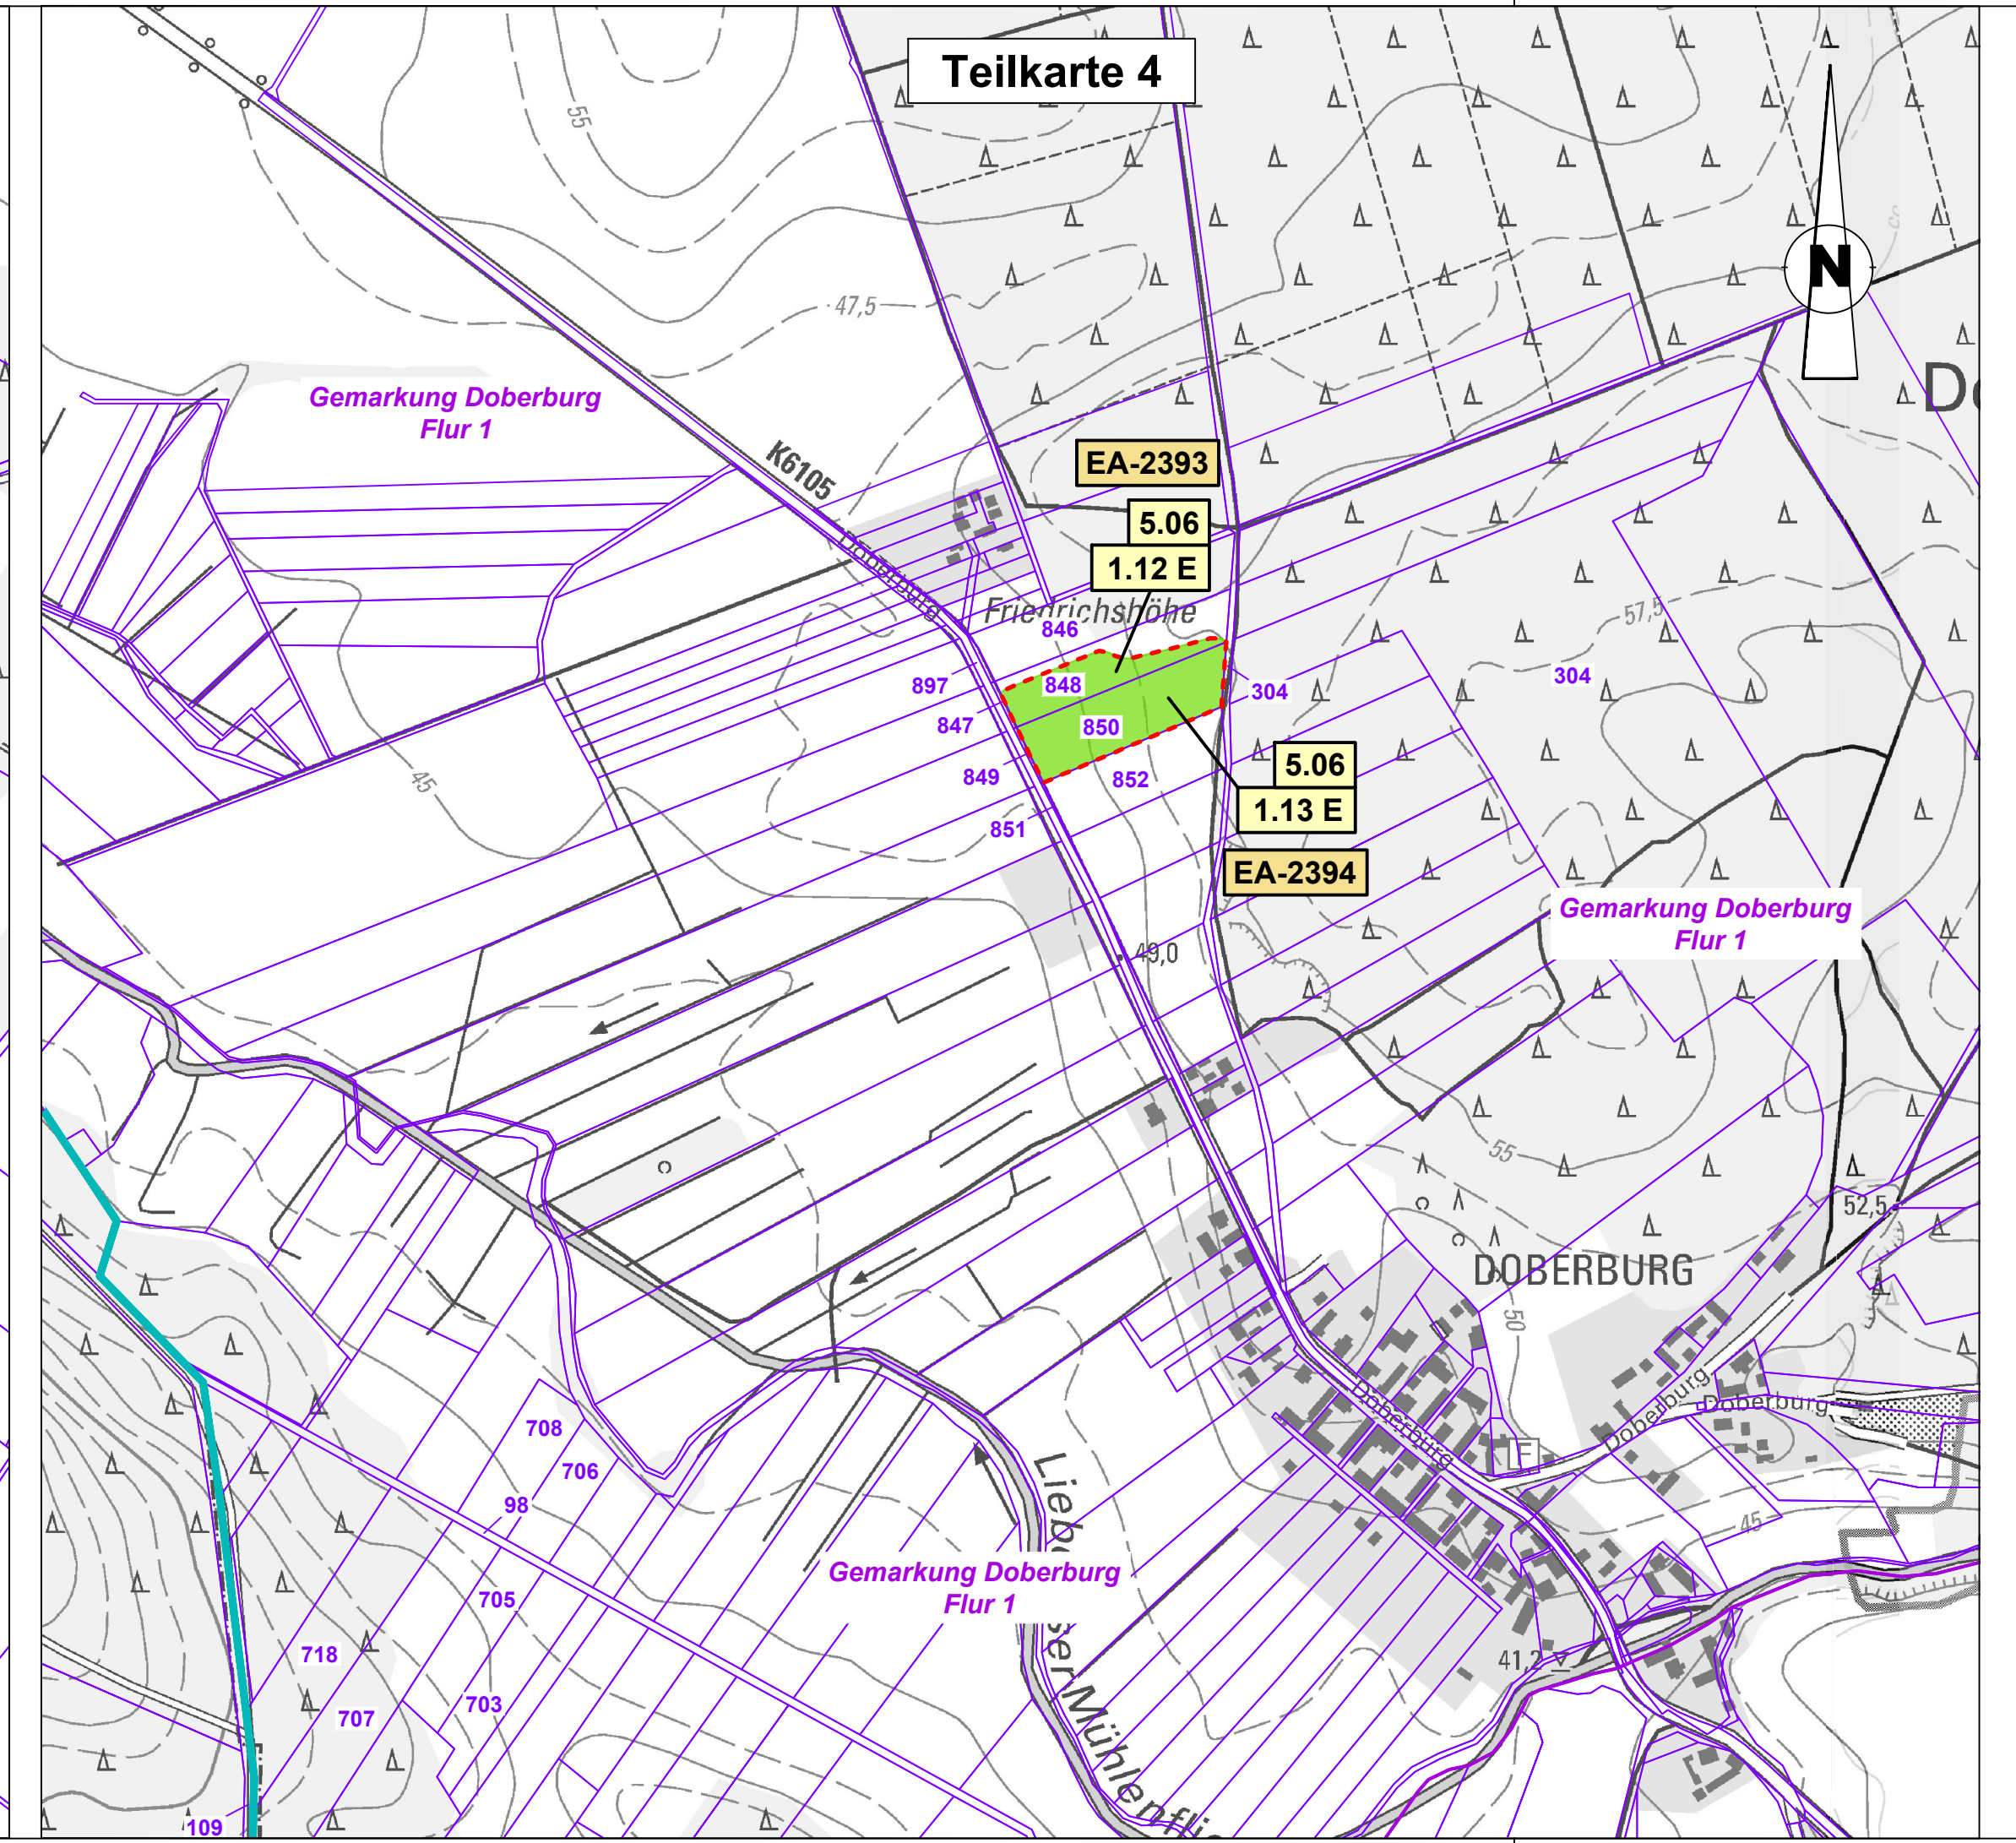 Teilkarte 4
55
N
47,5
Gemarkung Doberburg
Flur 1
K6105
EA-2393
5.06
1.12 E
Doberburg
Friedrichshöhe
846
57,5
897
848
304
304
847
850
849
852
5.06
1.13 E
45
851
EA-2394
Gemarkung Doberburg
Flur 1
49,0
55
52,5
DOBERBURG
50
Doberburg
Doberburg
Doberburg
F
708
706
98
45
Gemarkung Doberburg
Flur 1
705
718
41,2
703
707
109